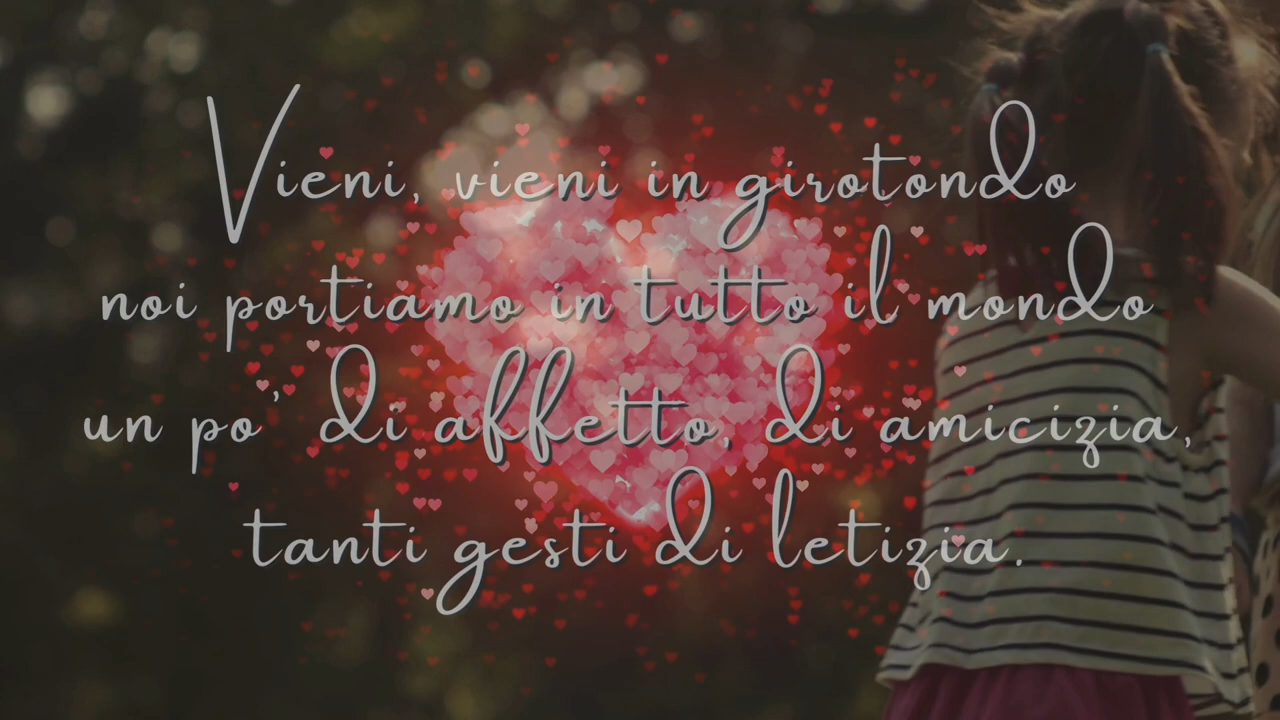 Vieni, vieni in girotondo
noi portiamo in tutto il mondo
un po' di affetto, di amicizia,
tanti gesti di letizia.